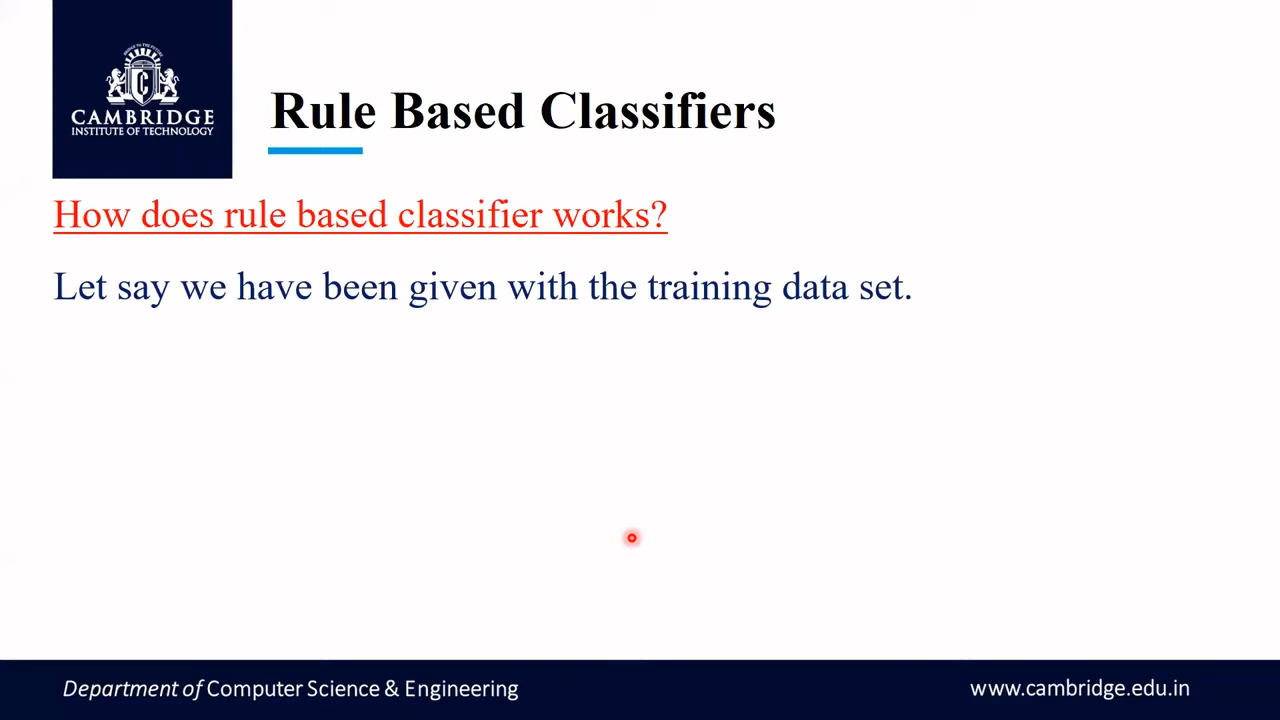 CAMBRIDGE
INSTITUTE OF TECHNOLOGY
Rule Based Classifiers
How does rule based classifier works?
Let say we have been given with the training data set.
Department of Computer Science & Engineering
www.cambridge.edu.in